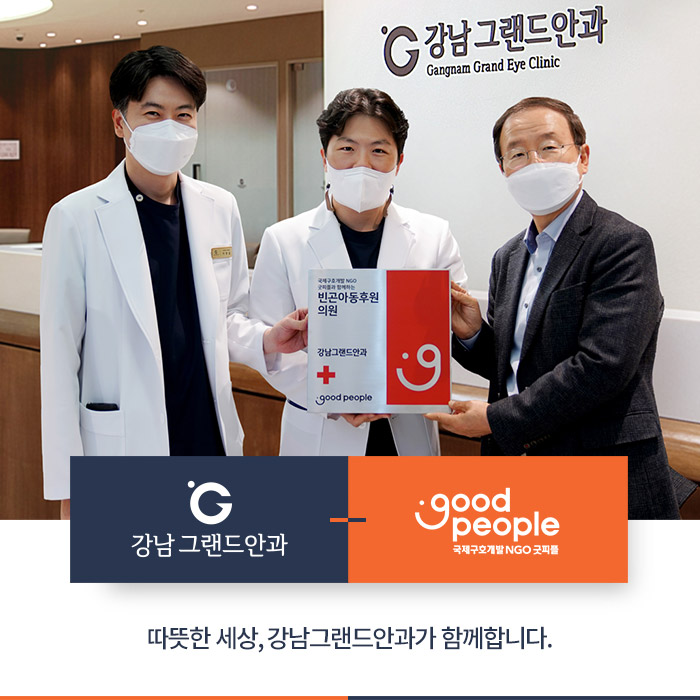 강남그랜드안과
Gangnam Grand Eye Clinic
국제구호개발 NGO
굿피플과 함께하는
빈곤아동후원
의원
강남그랜드안과
good people
강남 그랜드안과
good
people
국제구호개발 NGO 굿피플
따뜻한 세상, 강남그랜드안과가 함께합니다.